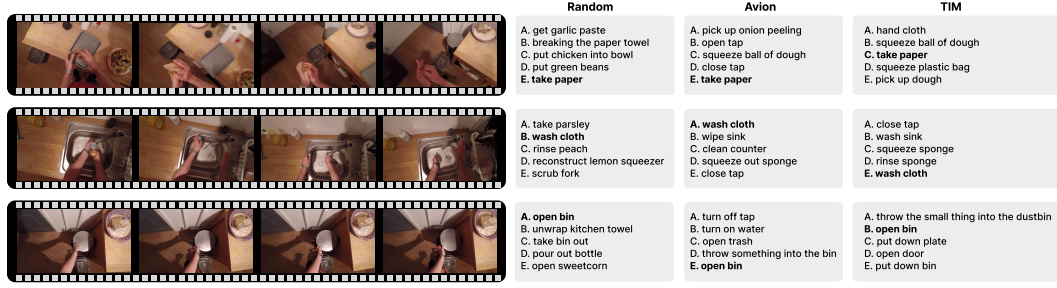 Random
Avion
TIM
A. get garlic paste
B. breaking the paper towel
C. put chicken into bowl
D. put green beans
E. take paper
A. pick up onion peeling
B. open tap
C. squeeze ball of dough
D. close tap
E. take paper
A. hand cloth
B. squeeze ball of dough
C. take paper
D. squeeze plastic bag
E. pick up dough
A. take parsley
B. wash cloth
C. rinse peach
D. reconstruct lemon squeezer
E. scrub fork
A. wash cloth
B. wipe sink
C. clean counter
D. squeeze out sponge
E. close tap
A. close tap
B. wash sink
C. squeeze sponge
D. rinse sponge
E. wash cloth
A. open bin
B. unwrap kitchen towel
C. take bin out
D. pour out bottle
E. open sweetcorn
A. turn off tap
B. turn on water
C. open trash
D. throw something into the bin
E. open bin
A. throw the small thing into the dustbin
B. open bin
C. put down plate
D. open door
E. put down bin